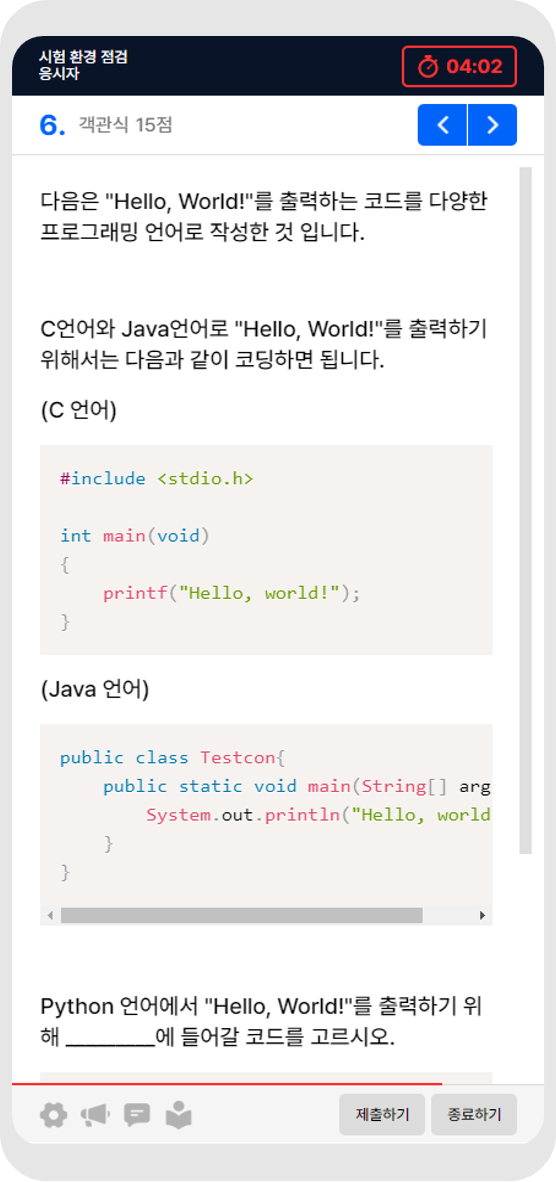 시험 환경 점검
응시자
04:02
6. 객관식 15점
다음은 "Hello, World!"를 출력하는 코드를 다양한
프로그래밍 언어로 작성한 것 입니다.
C언어와 Java언어로 "Hello, World!"를 출력하기
위해서는 다음과 같이 코딩하면 됩니다.
(C 언어)
#include <stdio.h>
int main(void)
{
    printf("Hello, world!");
}
(Java 언어)
public class Testcon{
    public static void main(String[] arg
        System.out.println("Hello, world
    }
}
Python 언어에서 "Hello, World!"를 출력하기 위
해 _________에 들어갈 코드를 고르시오.
제출하기 종료하기